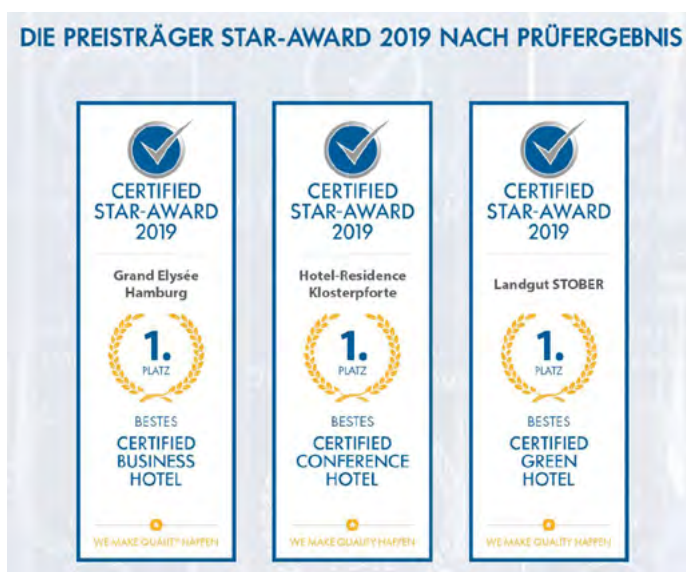 DIE PREISTRÄGER STAR-AWARD 2019 NACH PRÜFERGEBNIS
CERTIFIED
STAR-AWARD
2019
Grand Elysée
Hamburg
1.
PLATZ
BESTES
CERTIFIED
BUSINESS
HOTEL
WE MAKE QUALITY HAPPEN
CERTIFIED
STAR-AWARD
2019
Hotel-Residence
Klosterpforte
1.
PLATZ
BESTES
CERTIFIED
CONFERENCE
HOTEL
WE MAKE QUALITY HAPPEN
CERTIFIED
STAR-AWARD
2019
Landgut STOBER
1.
PLATZ
BESTES
CERTIFIED
GREEN
HOTEL
WE MAKE QUALITY HAPPEN